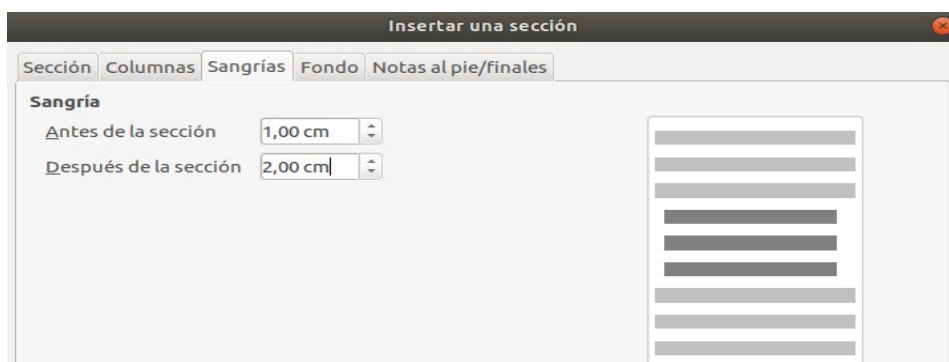 Insertar una sección
Sección Columnas Sangrías Fondo Notas al pie/finales
Sangría
Antes de la sección 1,00 cm
Después de la sección 2,00 cm